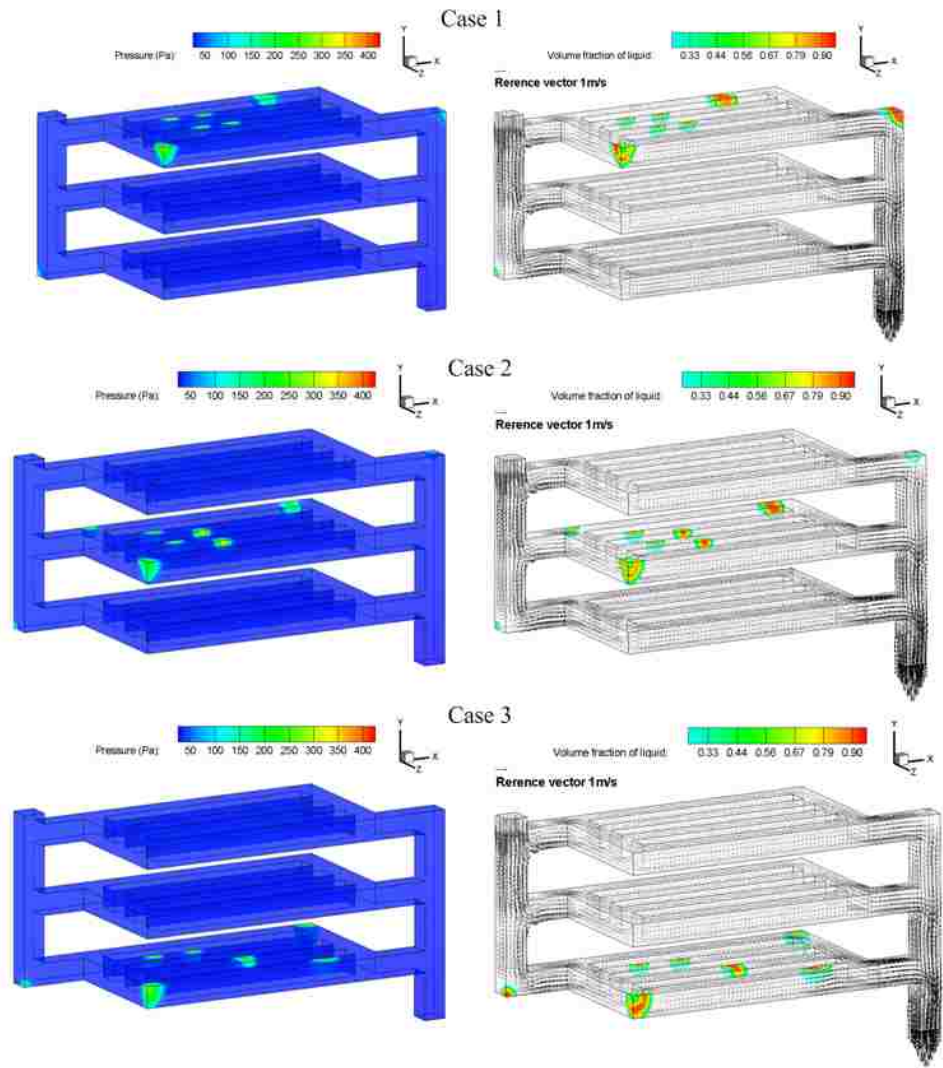 Case 1
Pressure (Pa): 50 100 150 200 250 300 350 400
Y
X
Z
Volume fraction of liquid: 0.33 0.44 0.56 0.67 0.79 0.90
Y
X
Z
Rerence vector 1m/s
Case 2
Pressure (Pa): 50 100 150 200 250 300 350 400
Y
X
Z
Volume fraction of liquid: 0.33 0.44 0.56 0.67 0.79 0.90
Y
X
Z
Rerence vector 1m/s
Case 3
Pressure (Pa): 50 100 150 200 250 300 350 400
Y
X
Z
Volume fraction of liquid: 0.33 0.44 0.56 0.67 0.79 0.90
Y
X
Z
Rerence vector 1m/s